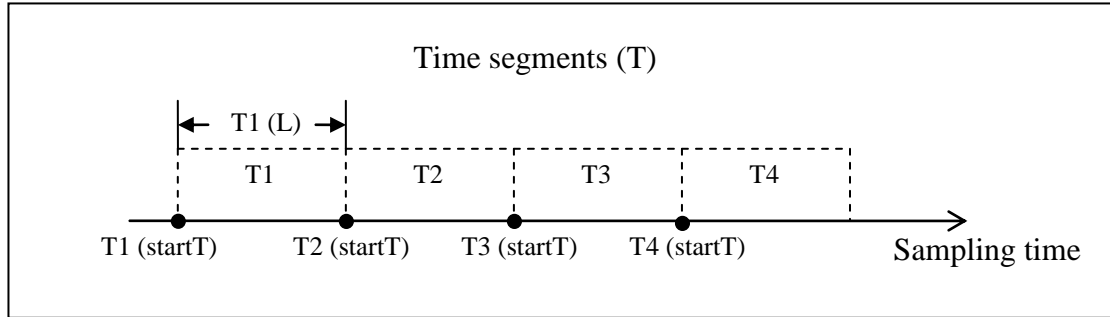 Time segments (T)
T1 (L)
T1 T2 T3 T4
T1 (startT) T2 (startT) T3 (startT) T4 (startT)
Sampling time